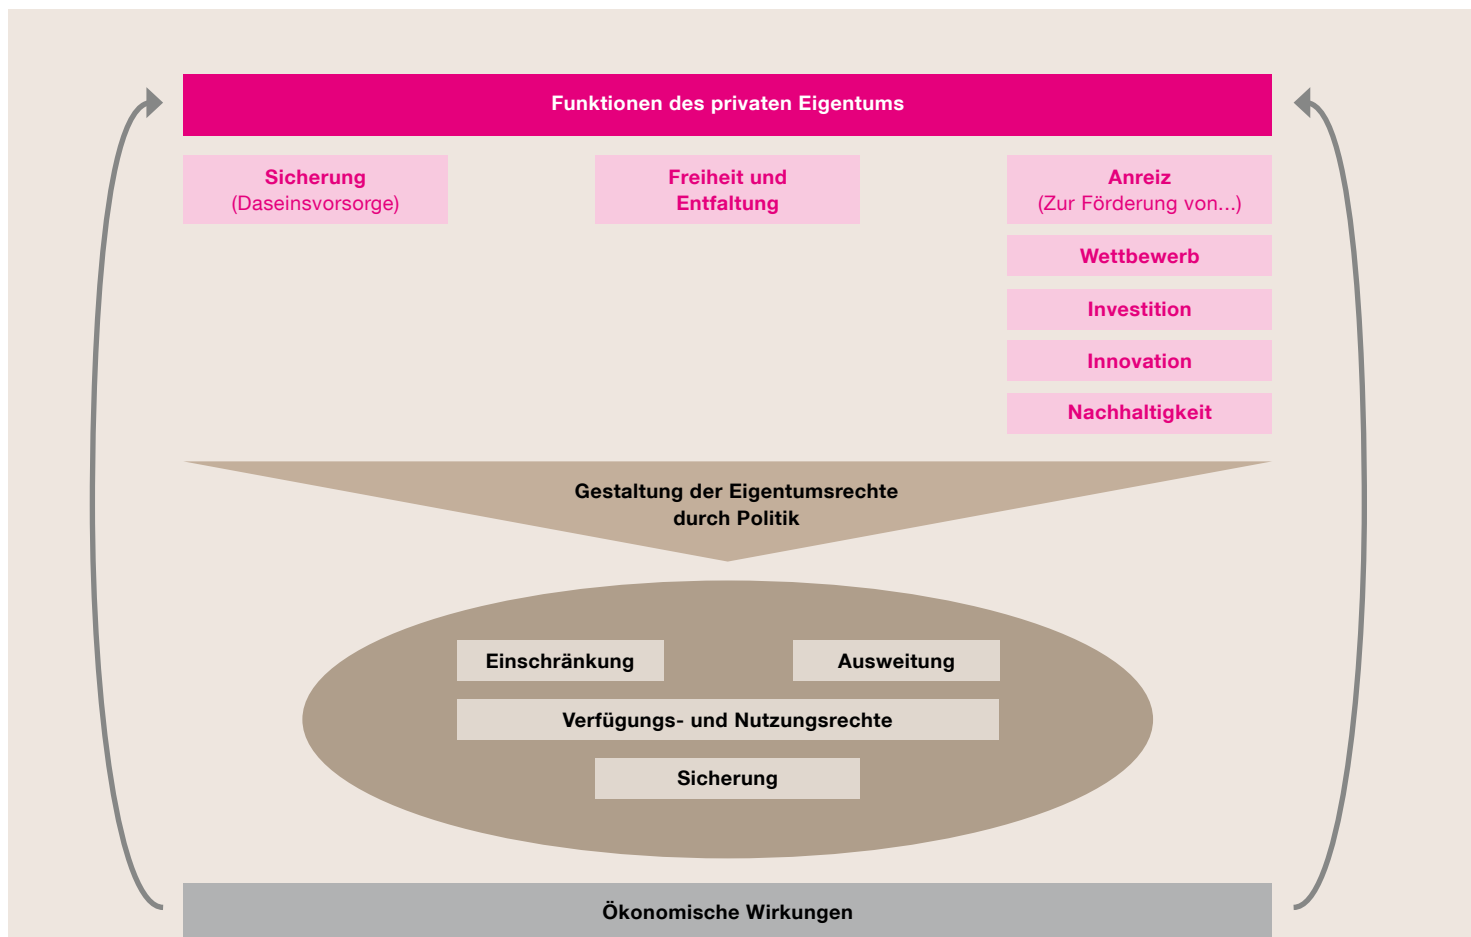 Funktionen des privaten Eigentums
Sicherung
(Daseinsvorsorge)
Freiheit und
Entfaltung
Anreiz
(Zur Förderung von...)
Wettbewerb
Investition
Innovation
Nachhaltigkeit
Gestaltung der Eigentumsrechte
durch Politik
Einschränkung
Ausweitung
Verfügungs- und Nutzungsrechte
Sicherung
Ökonomische Wirkungen